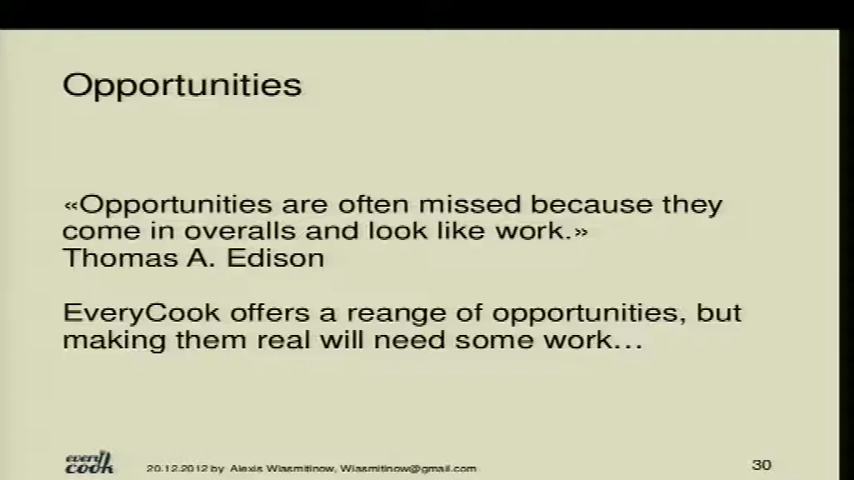 Opportunities
«Opportunities are often missed because they
come in overalls and look like work.»
Thomas A. Edison
EveryCook offers a reange of opportunities, but
making them real will need some work...
every
cook
20.12.2012 by Alexis Wiasmitinow, Wiasmitinow@gmail.com
30